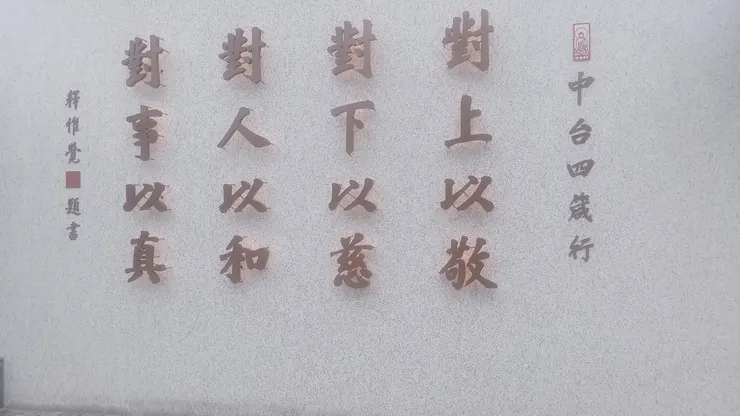 中台四箴行
對上以敬
對下以慈
對人以和
對事以真
釋惟覺題書